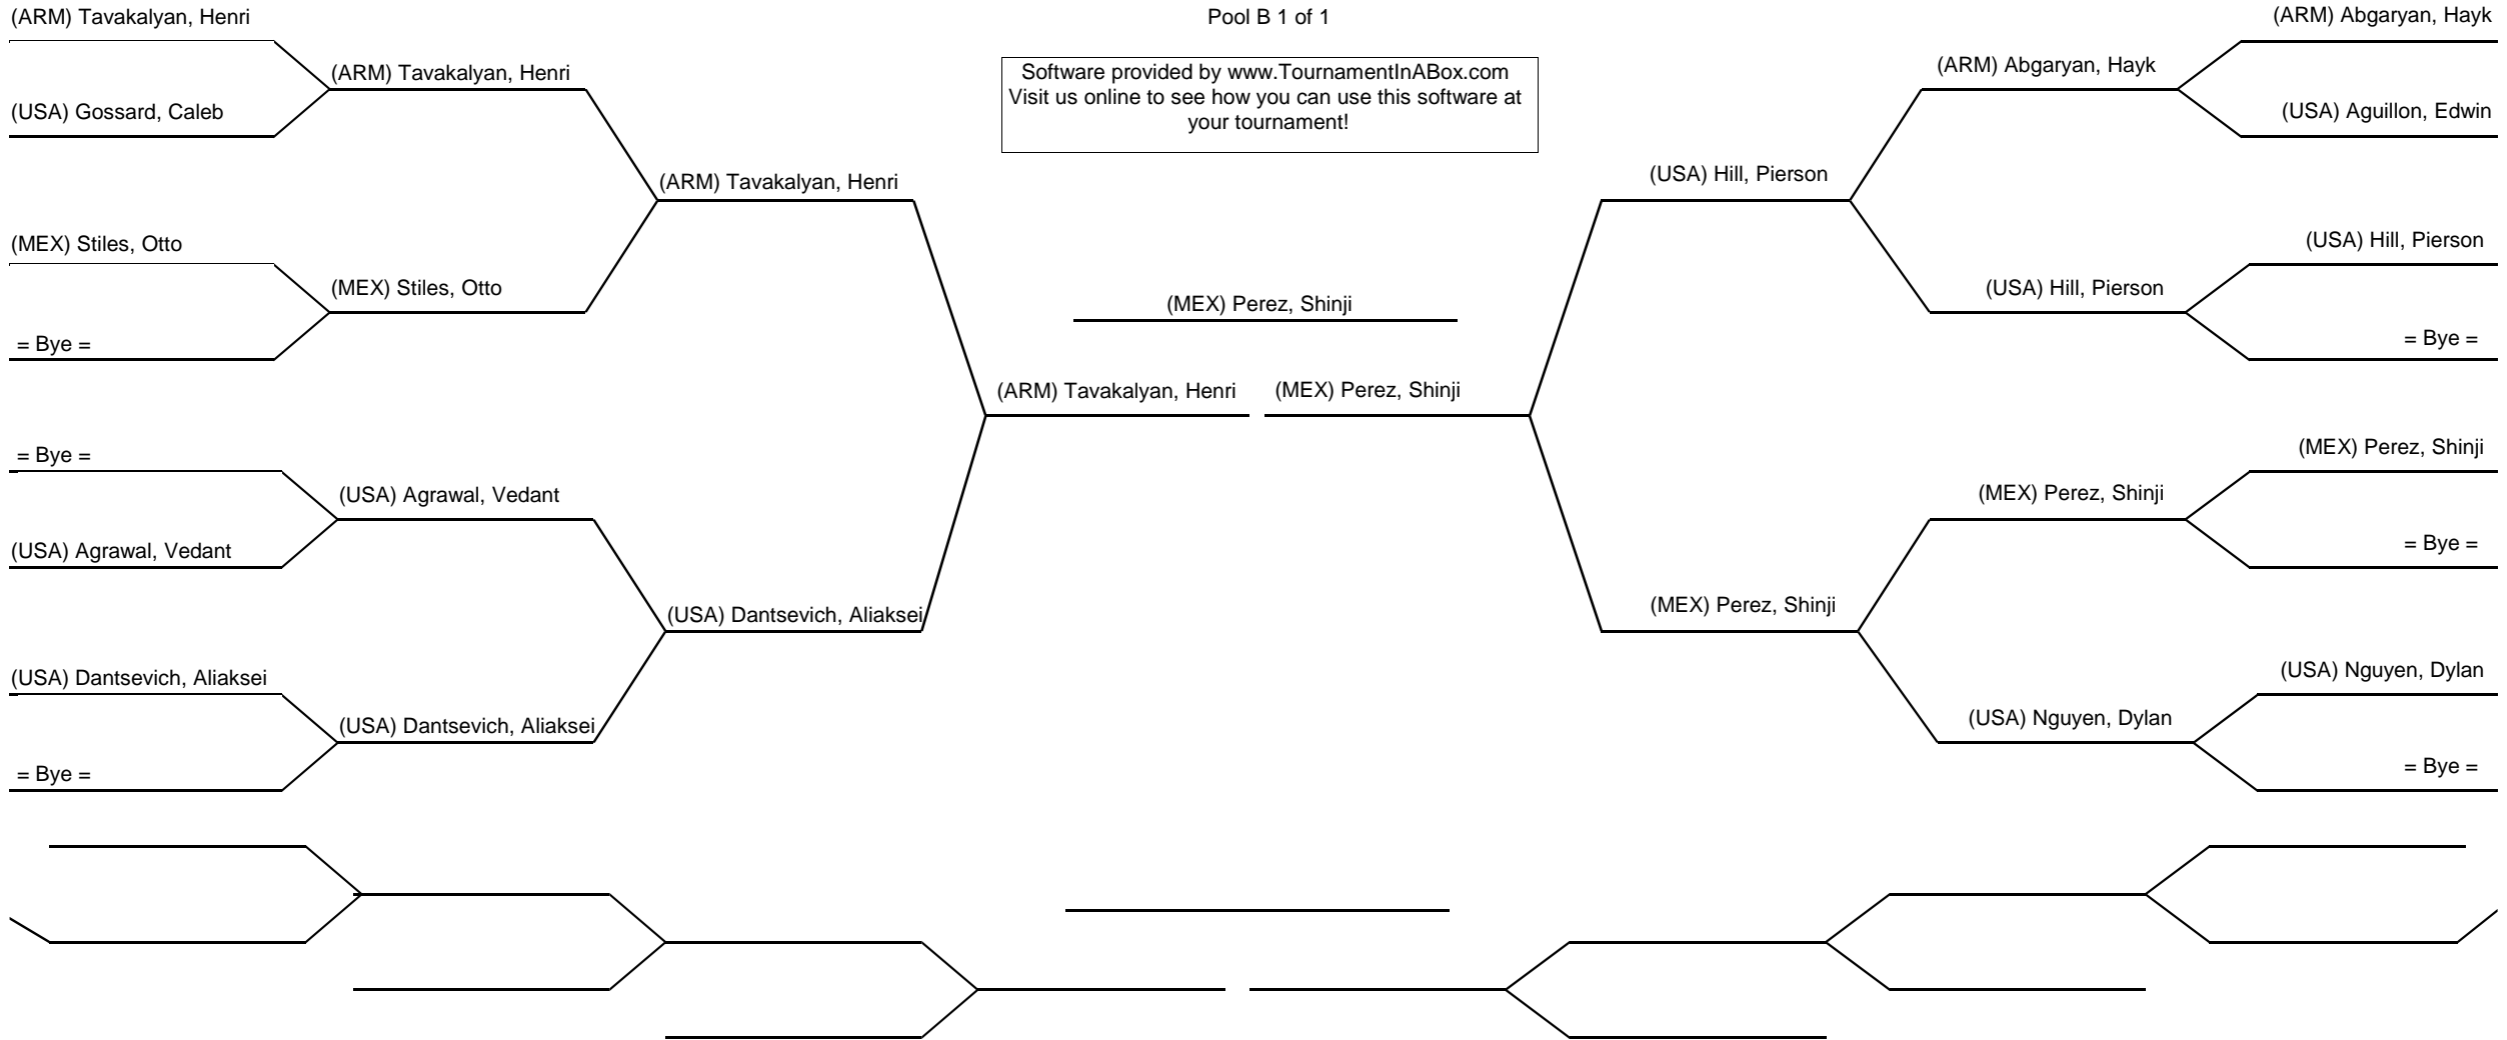 (ARM) Tavakalyan, Henri
(USA) Gossard, Caleb
(MEX) Stiles, Otto
= Bye =
= Bye =
(USA) Agrawal, Vedant
(USA) Dantsevich, Aliaksei
= Bye =
(ARM) Tavakalyan, Henri
(MEX) Stiles, Otto
(USA) Agrawal, Vedant
(USA) Dantsevich, Aliaksei
(ARM) Tavakalyan, Henri
(USA) Dantsevich, Aliaksei
Pool B 1 of 1
Software provided by www.TournamentInABox.com
Visit us online to see how you can use this software at
your tournament!
(MEX) Perez, Shinji
(ARM) Tavakalyan, Henri
(MEX) Perez, Shinji
(USA) Hill, Pierson
(MEX) Perez, Shinji
(ARM) Abgaryan, Hayk
(USA) Hill, Pierson
(MEX) Perez, Shinji
(USA) Nguyen, Dylan
(ARM) Abgaryan, Hayk
(USA) Aguillon, Edwin
(USA) Hill, Pierson
= Bye =
(MEX) Perez, Shinji
= Bye =
(USA) Nguyen, Dylan
= Bye =